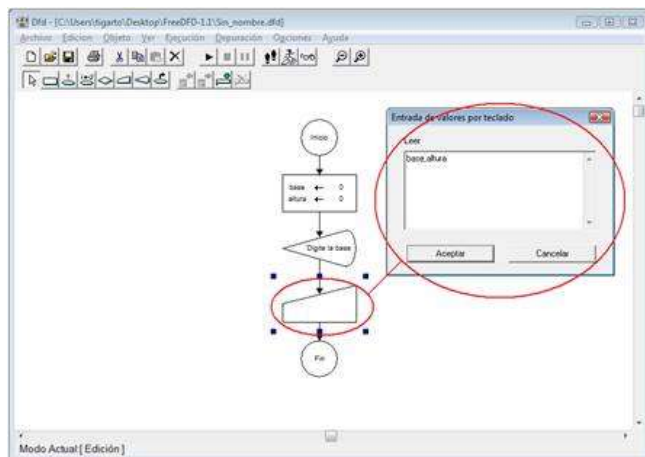 Dfd - [C:\Users\tigarto\Desktop\FreeDFD-1.1\Sin_nombre.dfd]
Archivo Edicion Objeto Ver Ejecución Depuración Opciones Ayuda
Inicio
base ← 0
altura ← 0
'Digite la base
Fin
Entrada de valores por teclado
Leer
base,altura
Aceptar Cancelar
Modo Actual:[ Edición ]